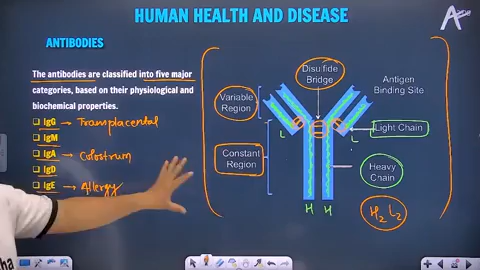 HUMAN HEALTH AND DISEASE
ANTIBODIES
The antibodies are classified into five major
categories, based on their physiological and
biochemical properties.
IgG → Transplacental
IgM
IgA → Colostrum
IgD
IgE → Allergy
Disulfide
Bridge
Variable
Region
Antigen
Binding Site
L
L
Light Chain
Constant
Region
Heavy
Chain
H H
H2 L2